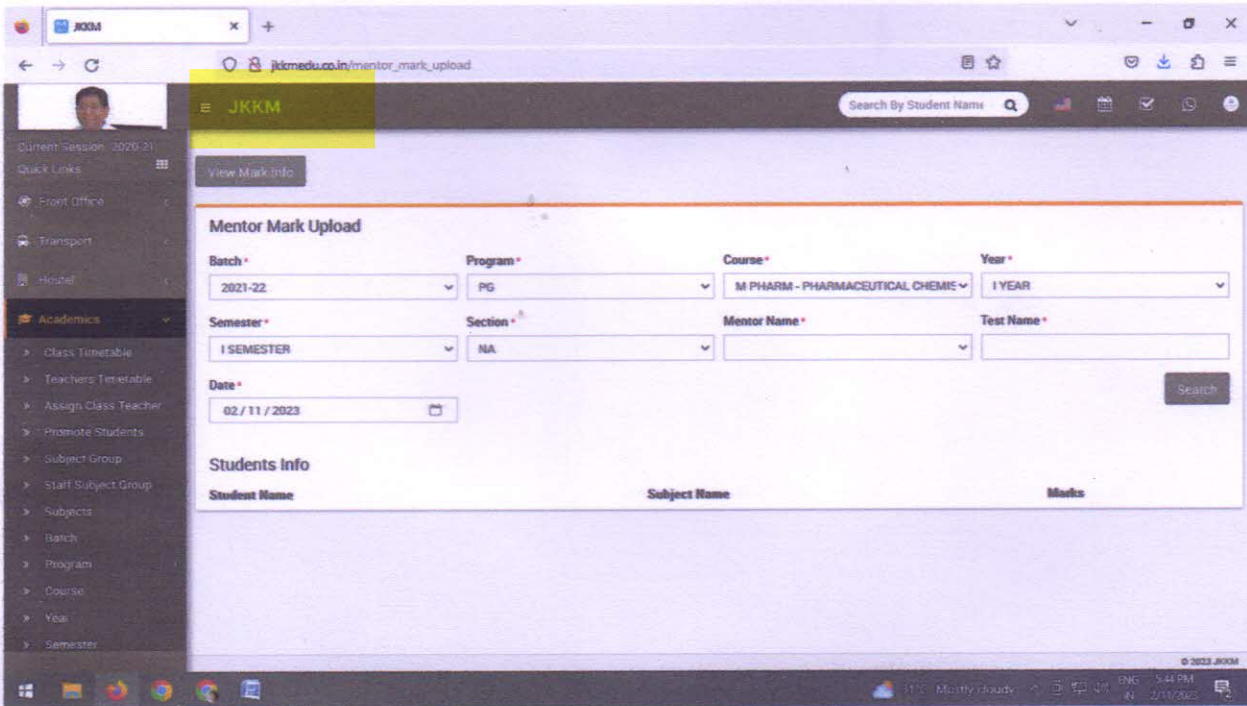 JKKM
jkkmedu.co.in/mentor_mark_upload
JKKM
Search By Student Name
Current Session: 2020-21
Quick Links
View Mark Info
Front Office
Transport
Hostel
Academics
Class Timetable
Teachers Timetable
Assign Class Teacher
Promote Students
Subject Group
Staff Subject Group
Subjects
Batch
Program
Course
Year
Semester
Mentor Mark Upload
Batch * Program * Course * Year *
2021-22 PG M PHARM - PHARMACEUTICAL CHEMIS I YEAR
Semester * Section * Mentor Name * Test Name *
I SEMESTER NA
Date *
02 / 11 / 2023
Search
Students Info
Student Name Subject Name Marks
© 2023 JKKM
31°C Mostly cloudy ENG 5:44 PM
IN 2/11/2023